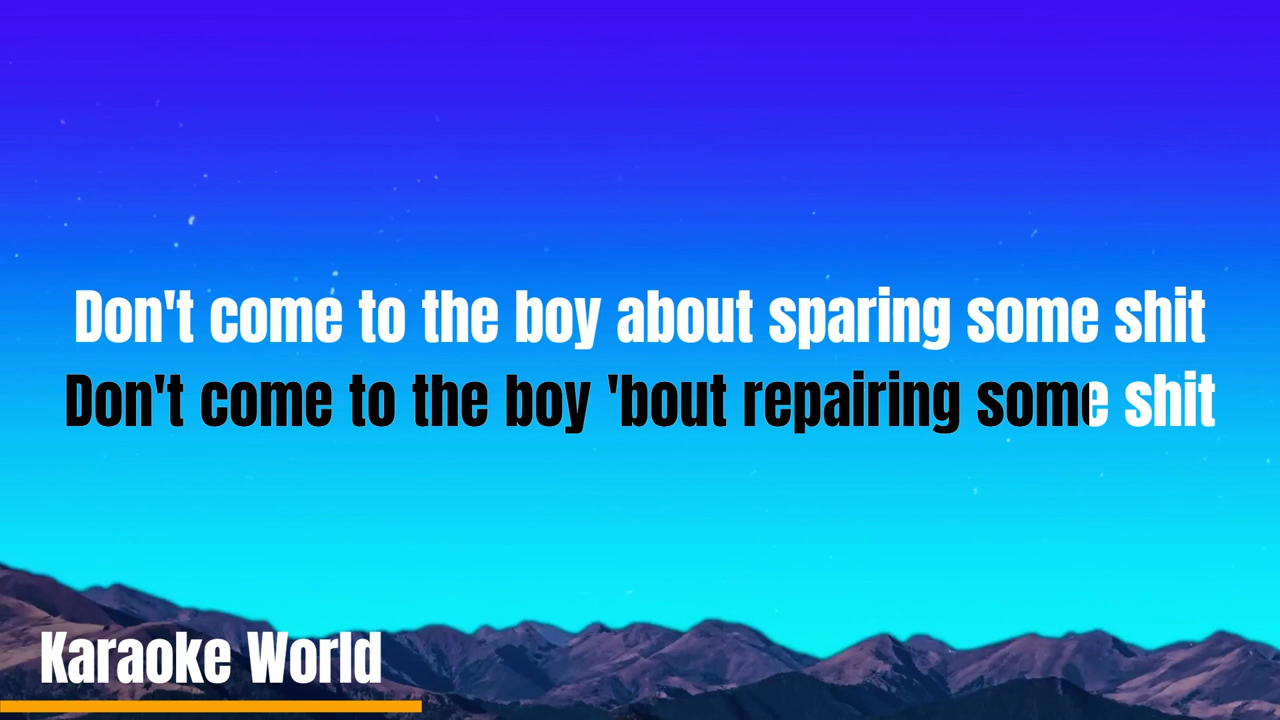 Don't come to the boy about sparing some shit
Don't come to the boy 'bout repairing some shit
Karaoke World